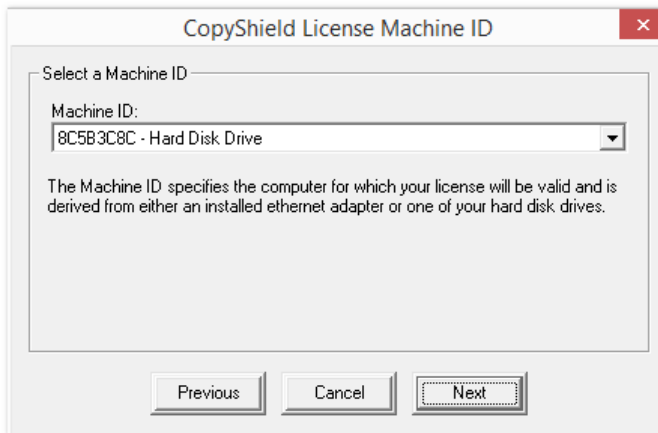 CopyShield License Machine ID
Select a Machine ID
Machine ID:
8C5B3C8C - Hard Disk Drive
The Machine ID specifies the computer for which your license will be valid and is
derived from either an installed ethernet adapter or one of your hard disk drives.
Previous Cancel Next